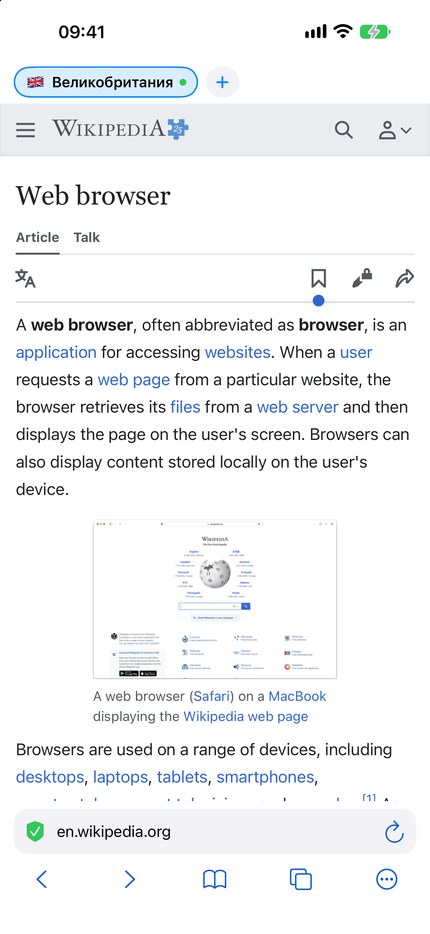 09:41
Великобритания
WIKIPEDIA 25
Web browser
Article Talk
A web browser, often abbreviated as browser, is an
application for accessing websites. When a user
requests a web page from a particular website, the
browser retrieves its files from a web server and then
displays the page on the user's screen. Browsers can
also display content stored locally on the user's
device.
WIKIPEDIA
A web browser (Safari) on a MacBook
displaying the Wikipedia web page
Browsers are used on a range of devices, including
desktops, laptops, tablets, smartphones,
[1]
en.wikipedia.org